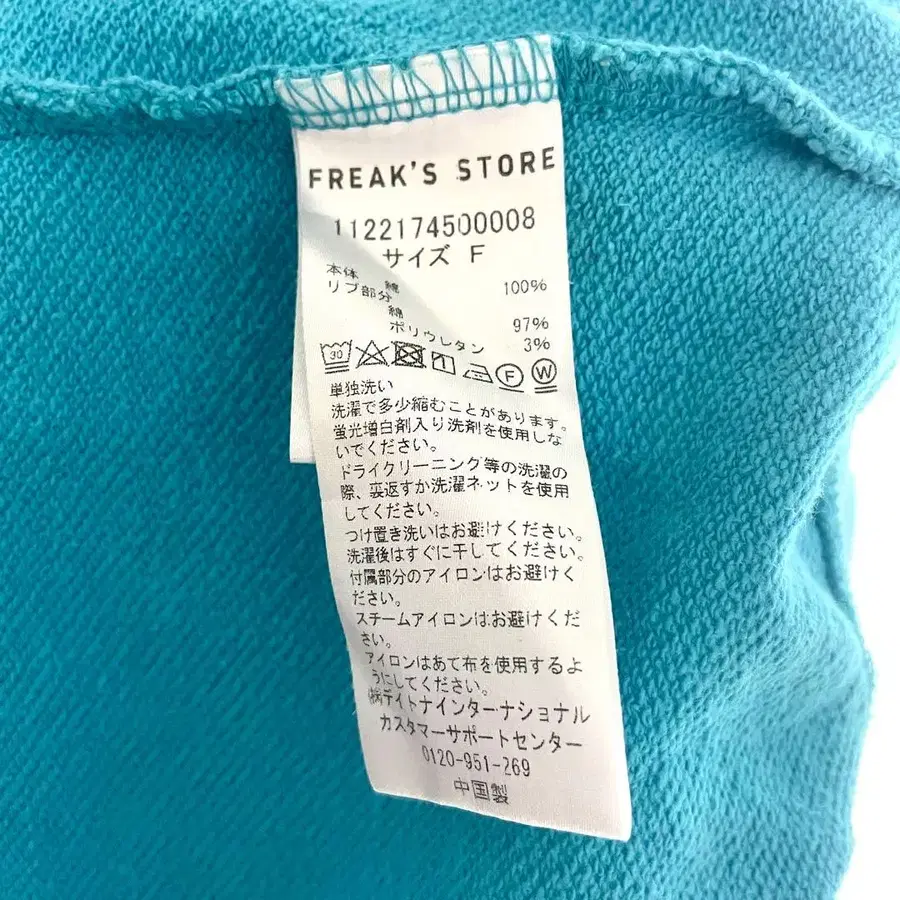 FREAK'S STORE
1122174500008
サイズ F
本体 綿 100%
リブ部分
綿 97%
ポリウレタン 3%
30
1
F
W
単独洗い
洗濯で多少縮むことがあります。
蛍光増白剤入り洗剤を使用しな
いでください。
ドライクリーニング等の洗濯の
際、裏返すか洗濯ネットを使用
してください。
つけ置き洗いはお避けください。
洗濯後はすぐに干してください。
付属部分のアイロンはお避けく
ださい。
スチームアイロンはお避けくだ
さい。
アイロンはあて布を使用するよ
うにしてください。
㈱デイトナインターナショナル
カスタマーサポートセンター
0120-951-269
中国製